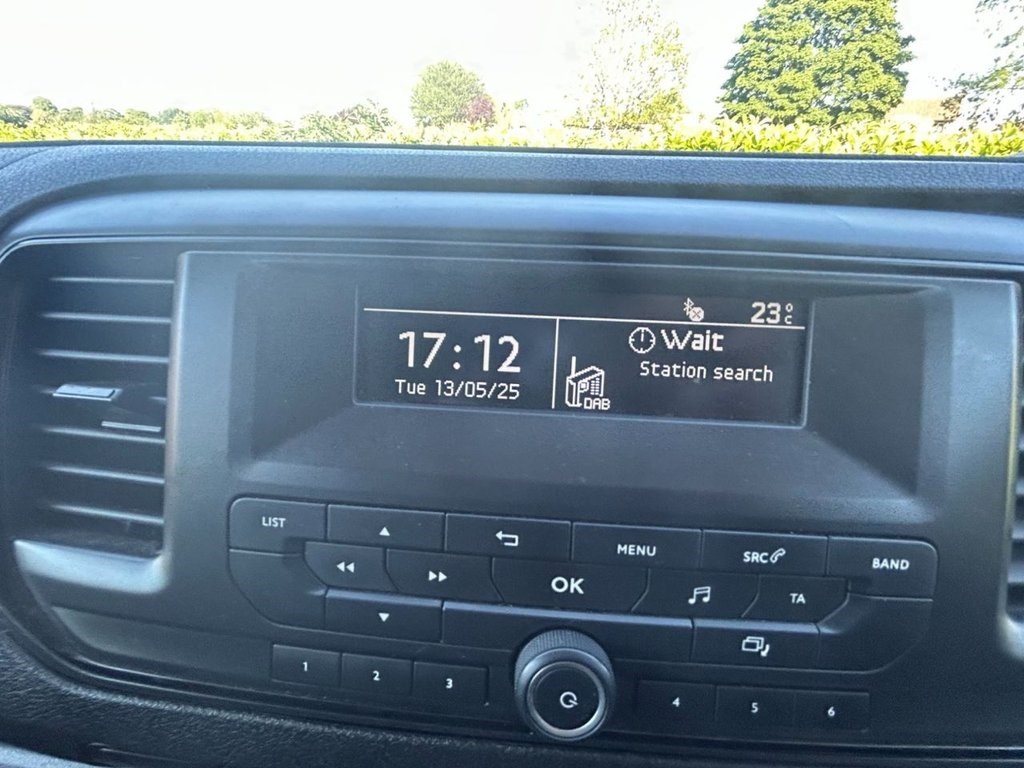 23°C
17:12
Wait
Tue 13/05/25
Station search
DAB
LIST
MENU
SRC
BAND
OK
TA
1
2
3
4
5
6